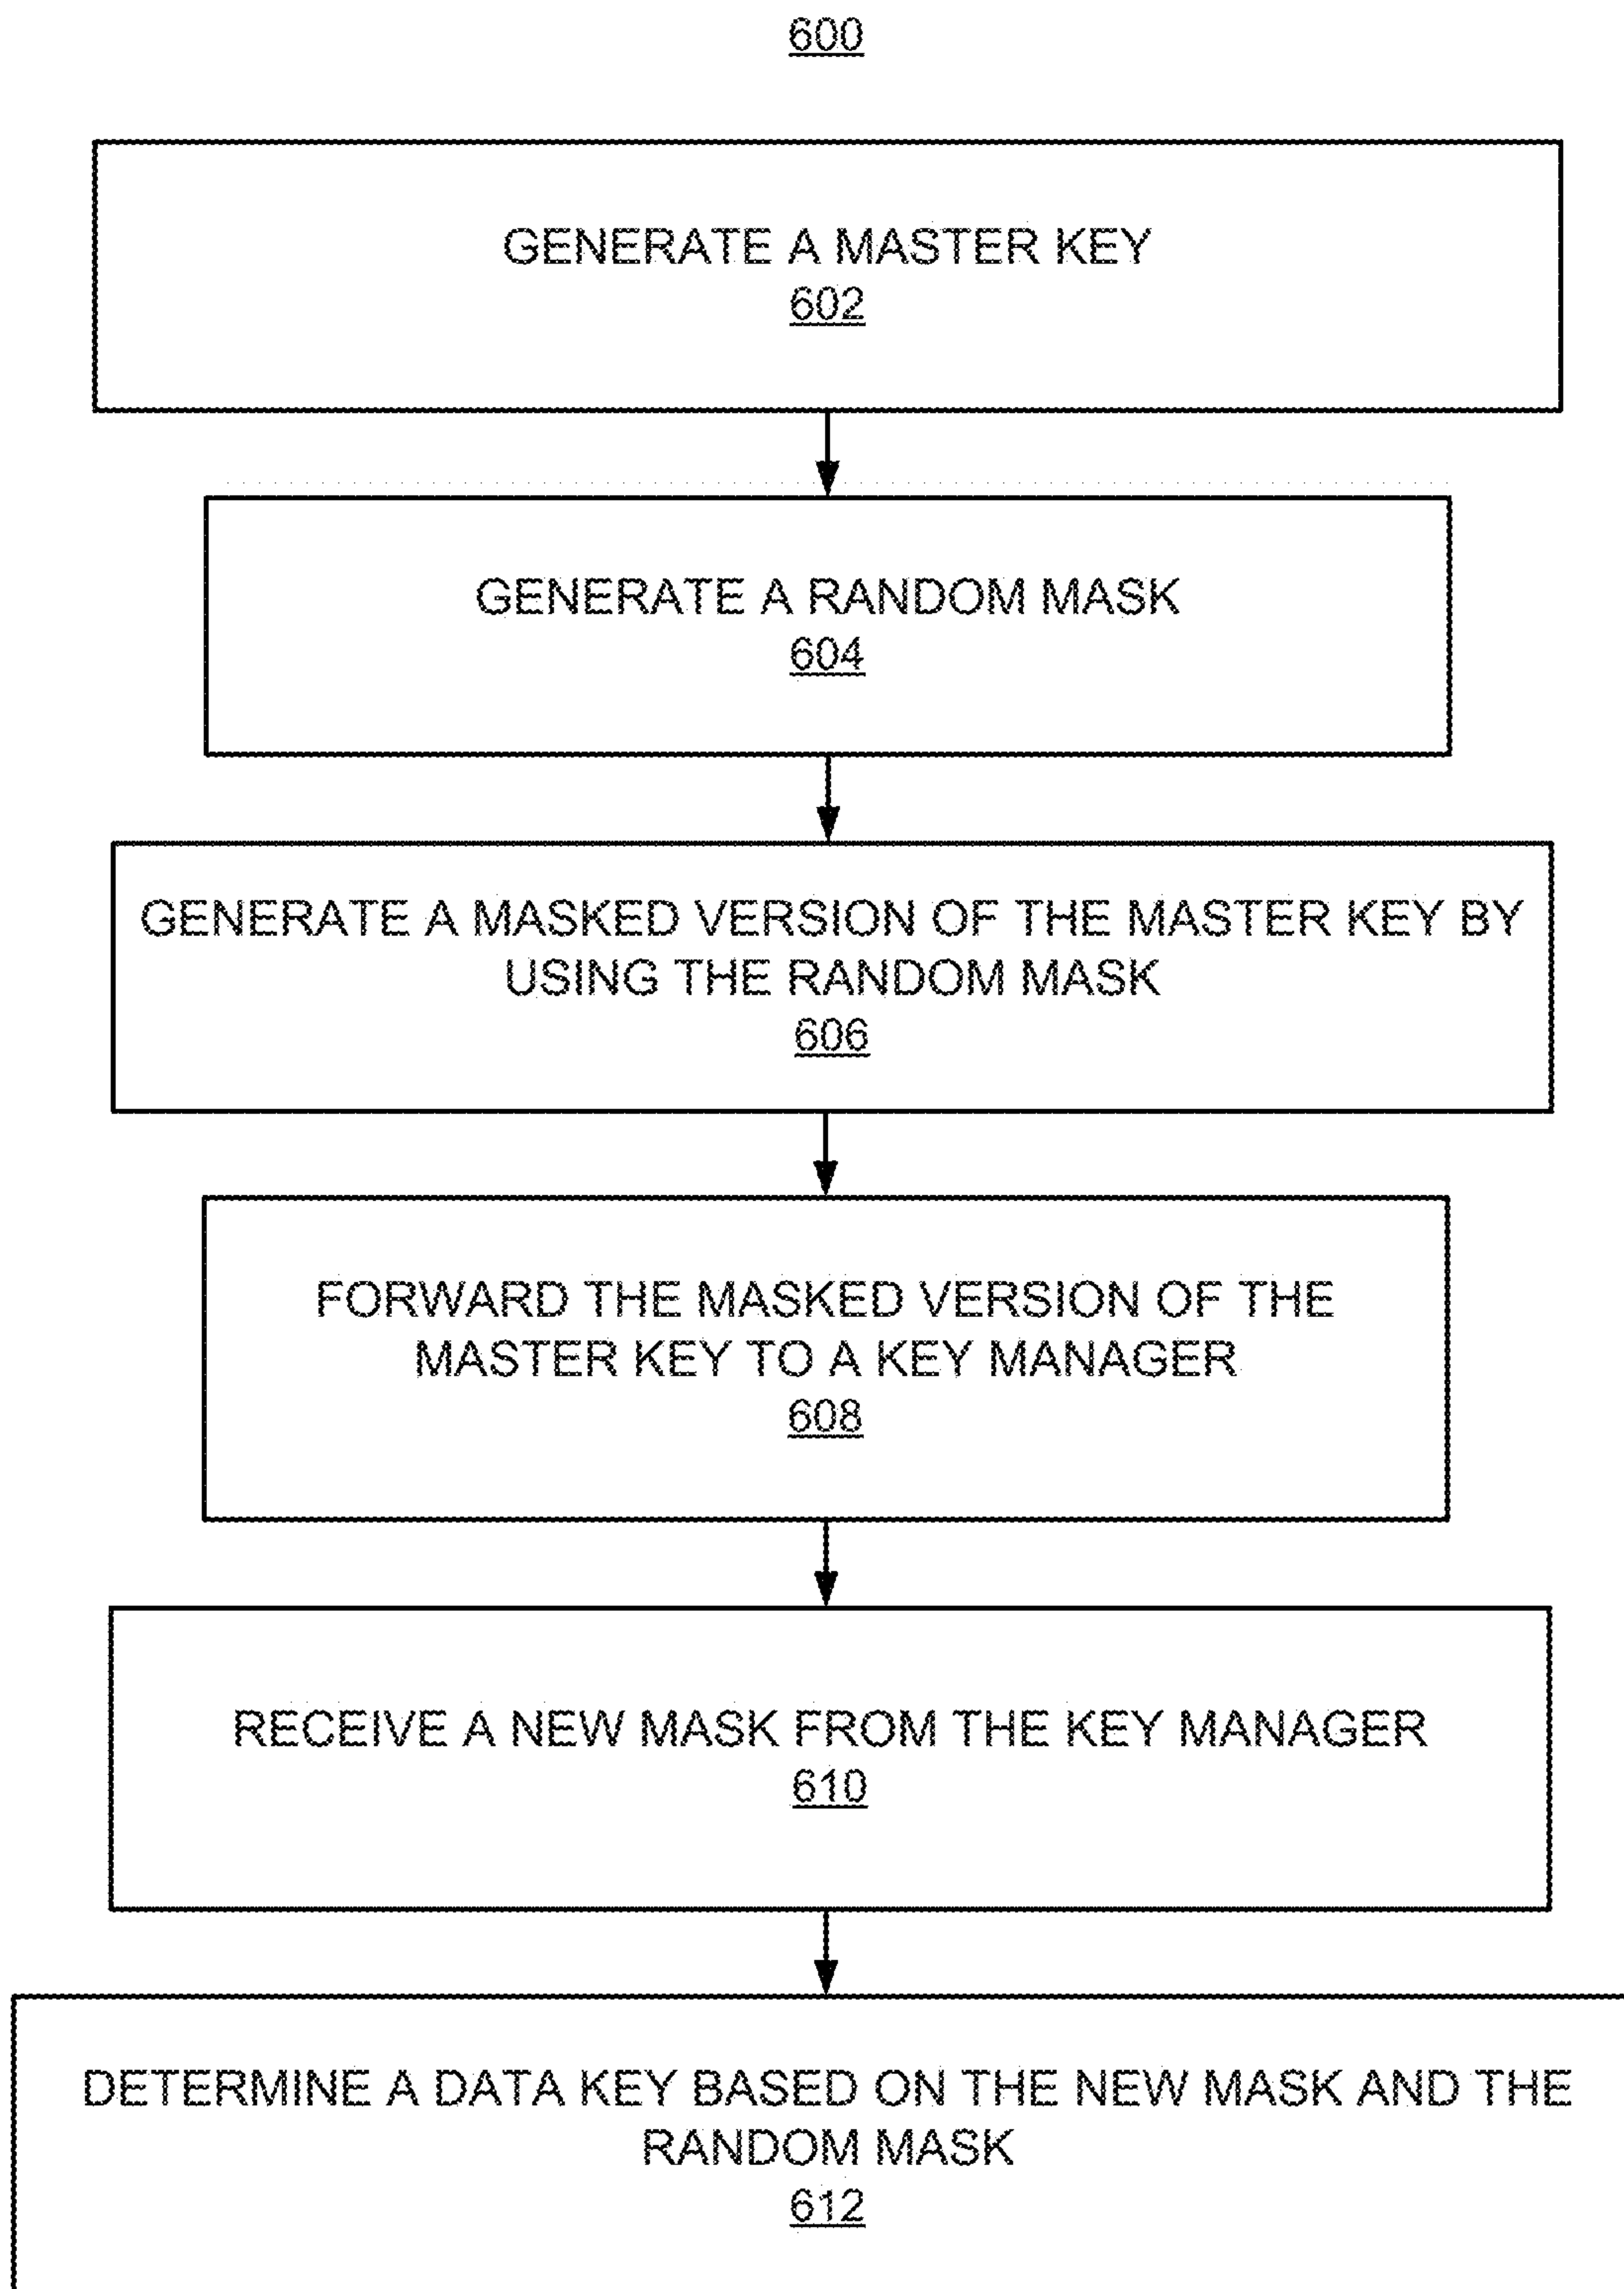 600
GENERATE A MASTER KEY
602
GENERATE A RANDOM MASK
604
GENERATE A MASKED VERSION OF THE MASTER KEY BY
USING THE RANDOM MASK
606
FORWARD THE MASKED VERSION OF THE
MASTER KEY TO A KEY MANAGER
608
RECEIVE A NEW MASK FROM THE KEY MANAGER
610
DETERMINE A DATA KEY BASED ON THE NEW MASK AND THE
RANDOM MASK
612